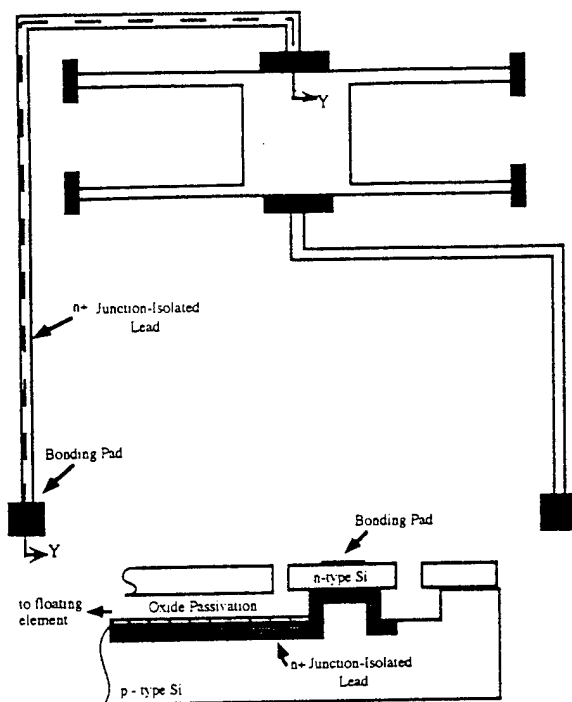 Y
n+ Junction-Isolated
Lead
Bonding Pad
Y
Bonding Pad
n-type Si
to floating
element
Oxide Passivation
n+ Junction-Isolated
Lead
p - type Si